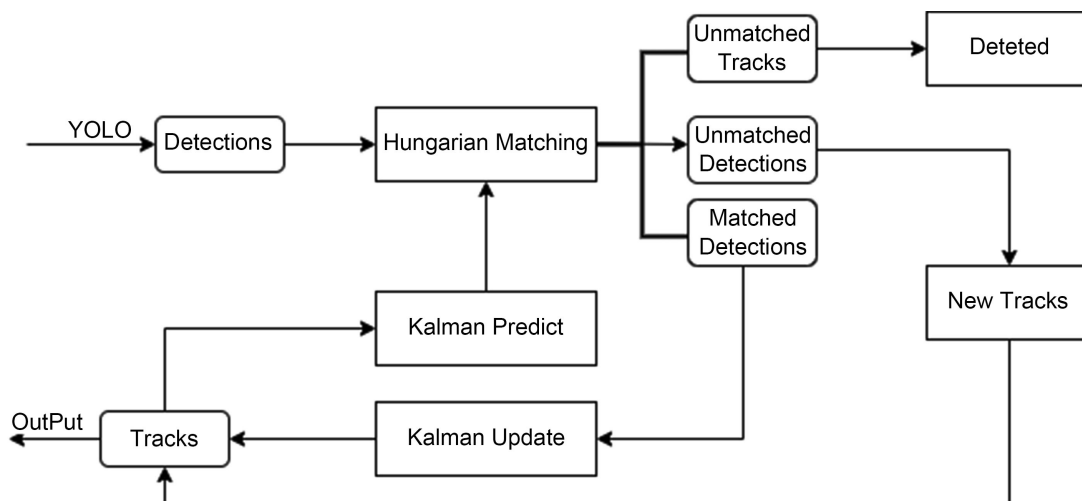 Unmatched
Tracks
Deteted
YOLO
Detections
Hungarian Matching
Unmatched
Detections
Matched
Detections
Kalman Predict
New Tracks
OutPut
Tracks
Kalman Update